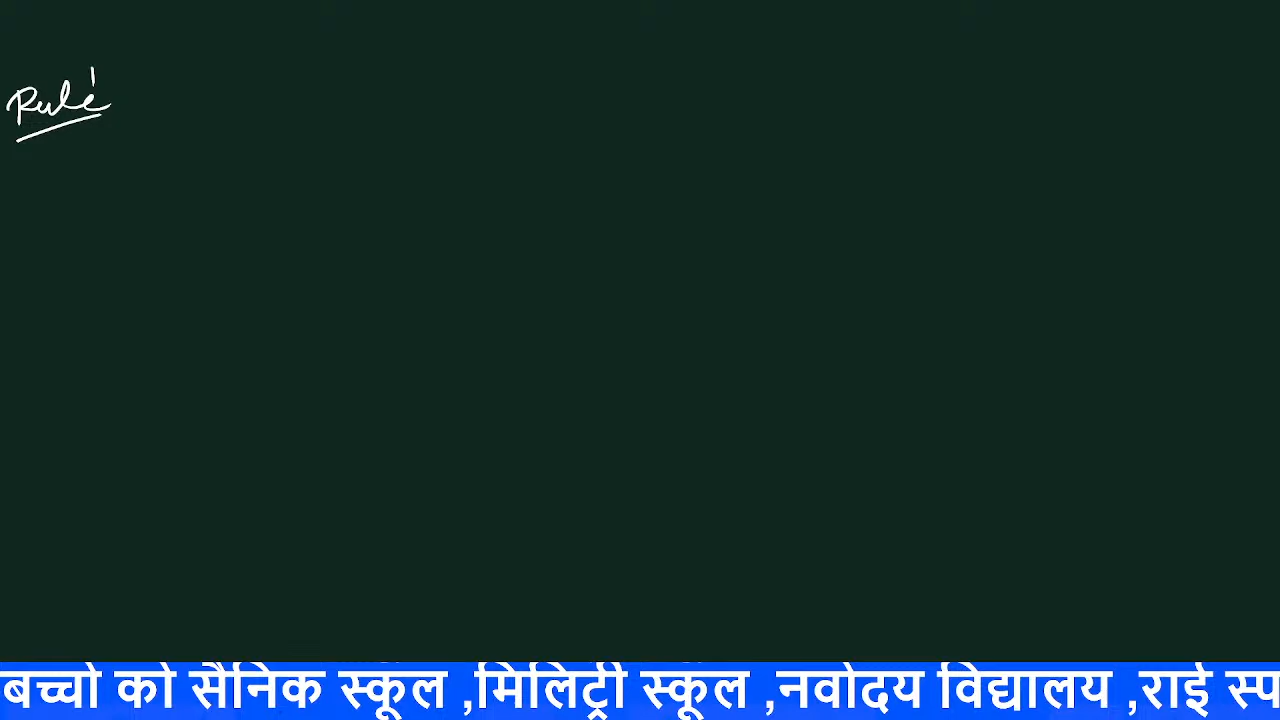 Rule
बच्चो को सैनिक स्कूल ,मिलिट्री स्कूल ,नवोदय विद्यालय ,राई स्प